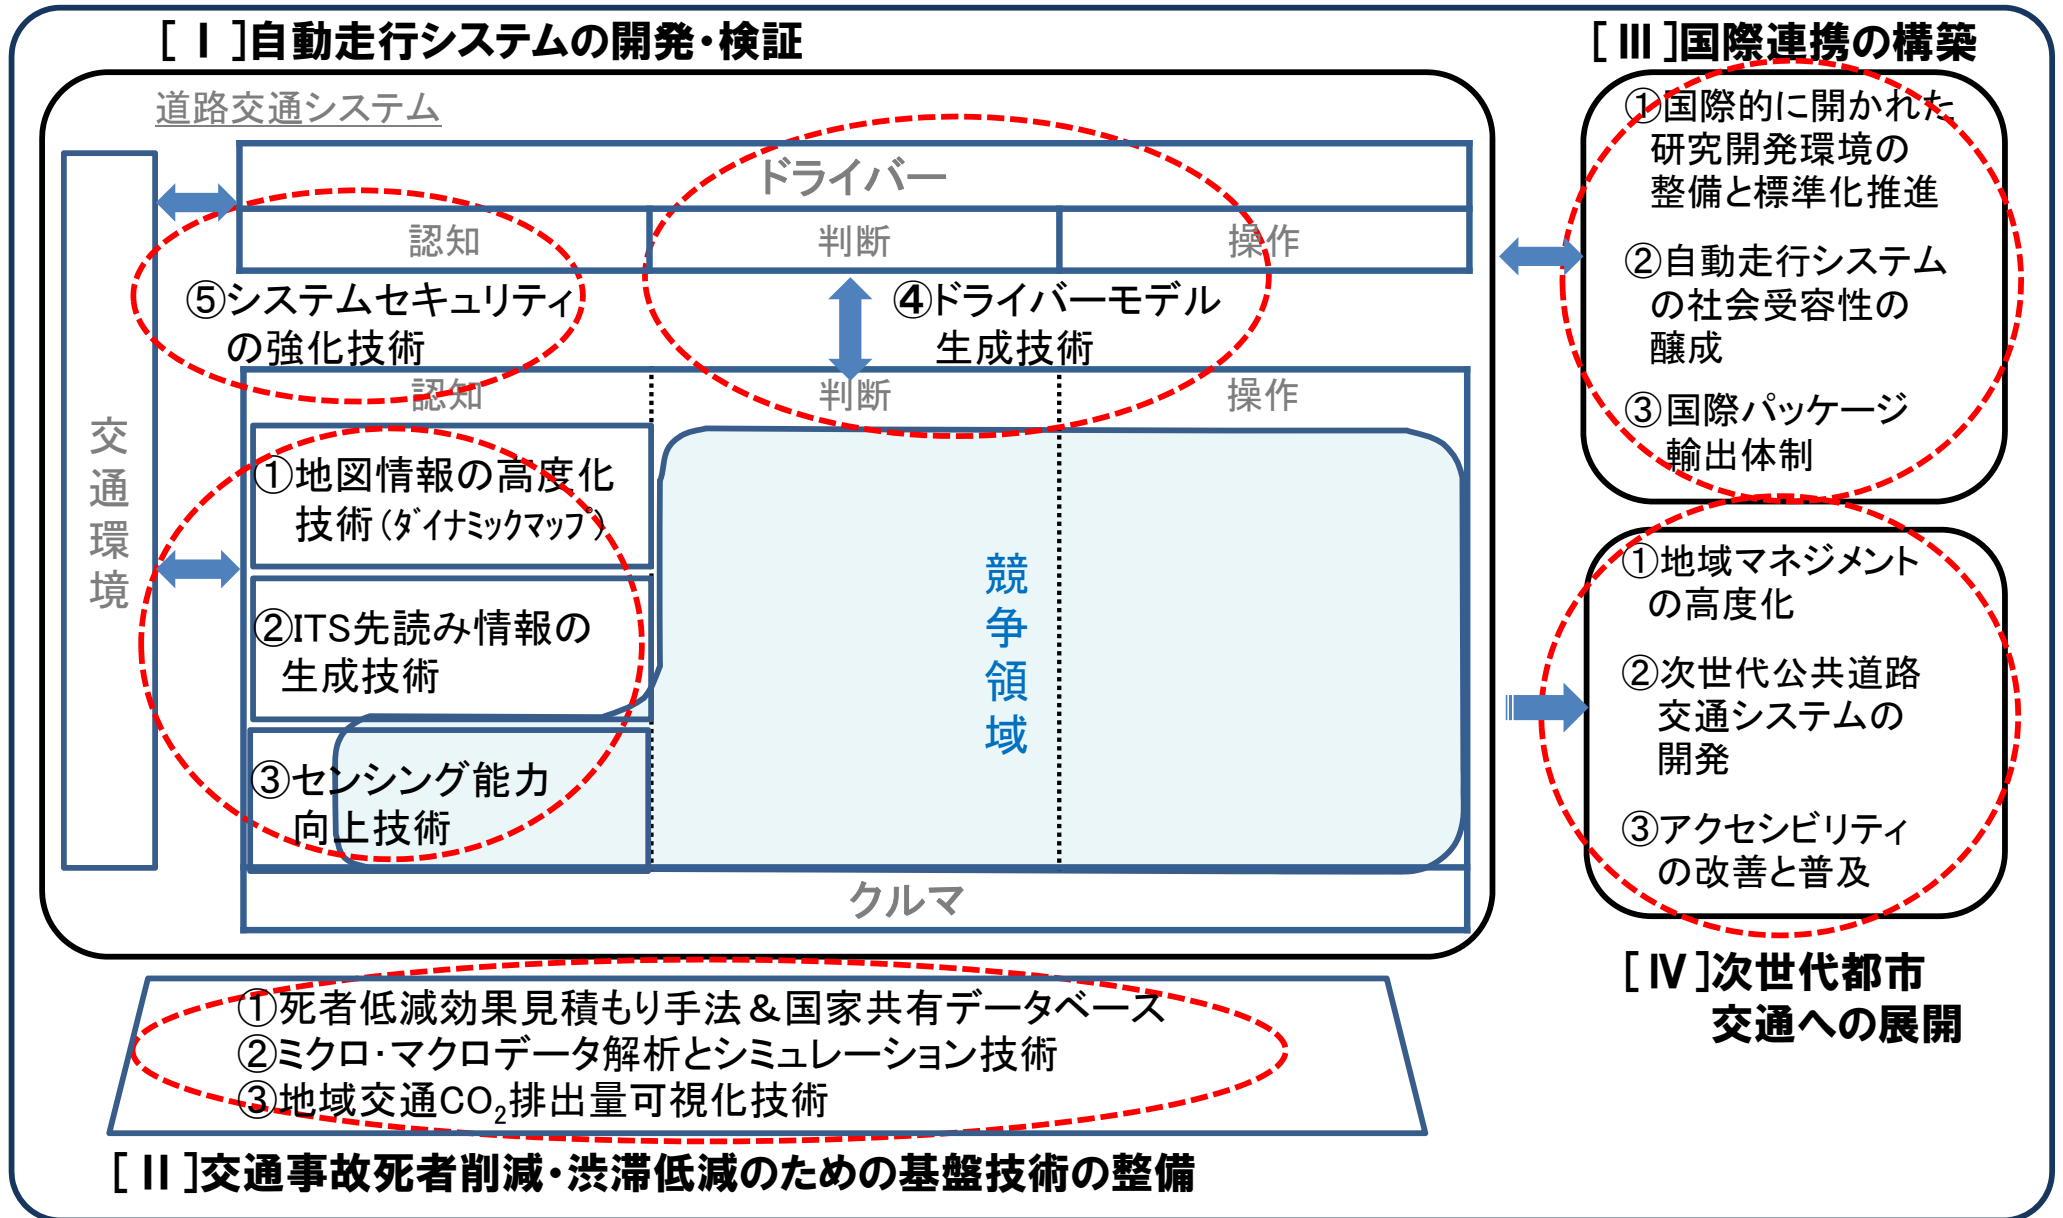 [Ⅰ]自動走行システムの開発・検証
道路交通システム
交通環境
ドライバー
認知
判断
操作
⑤システムセキュリティ
の強化技術
④ドライバーモデル
生成技術
認知
判断
操作
①地図情報の高度化
技術(ﾀﾞｲﾅﾐｯｸﾏｯﾌﾟ)
②ITS先読み情報の
生成技術
③センシング能力
向上技術
競争領域
クルマ
①死者低減効果見積もり手法＆国家共有データベース
②ミクロ・マクロデータ解析とシミュレーション技術
③地域交通CO₂排出量可視化技術
[Ⅱ]交通事故死者削減・渋滞低減のための基盤技術の整備
[Ⅲ]国際連携の構築
①国際的に開かれた
研究開発環境の
整備と標準化推進
②自動走行システム
の社会受容性の
醸成
③国際パッケージ
輸出体制
①地域マネジメント
の高度化
②次世代公共道路
交通システムの
開発
③アクセシビリティ
の改善と普及
[Ⅳ]次世代都市
交通への展開